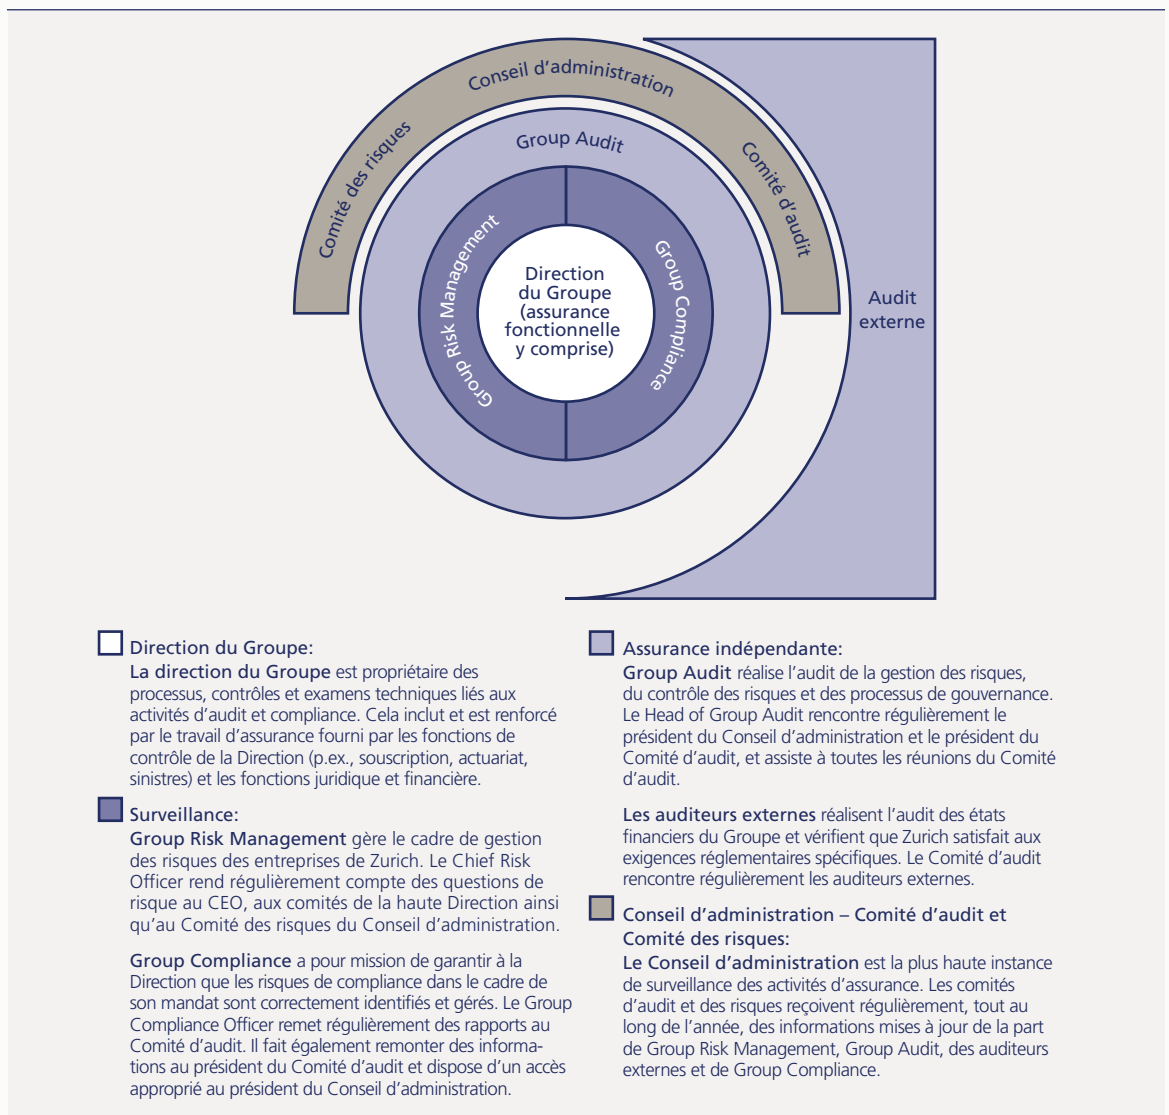 Conseil d’administration
Comité des risques
Comité d’audit
Group Audit
Group Risk Management
Group Compliance
Direction
du Groupe
(assurance
fonctionnelle
y comprise)
Audit
externe
Direction du Groupe:
La direction du Groupe est propriétaire des
processus, contrôles et examens techniques liés aux
activités d’audit et compliance. Cela inclut et est renforcé
par le travail d’assurance fourni par les fonctions de
contrôle de la Direction (p.ex., souscription, actuariat,
sinistres) et les fonctions juridique et financière.
Surveillance:
Group Risk Management gère le cadre de gestion
des risques des entreprises de Zurich. Le Chief Risk
Officer rend régulièrement compte des questions de
risque au CEO, aux comités de la haute Direction ainsi
qu’au Comité des risques du Conseil d’administration.
Group Compliance a pour mission de garantir à la
Direction que les risques de compliance dans le cadre de
son mandat sont correctement identifiés et gérés. Le Group
Compliance Officer remet régulièrement des rapports au
Comité d’audit. Il fait également remonter des informa-
tions au président du Comité d’audit et dispose d’un accès
approprié au président du Conseil d’administration.
Assurance indépendante:
Group Audit réalise l’audit de la gestion des risques,
du contrôle des risques et des processus de gouvernance.
Le Head of Group Audit rencontre régulièrement le
président du Conseil d’administration et le président du
Comité d’audit, et assiste à toutes les réunions du Comité
d’audit.
Les auditeurs externes réalisent l’audit des états
financiers du Groupe et vérifient que Zurich satisfait aux
exigences réglementaires spécifiques. Le Comité d’audit
rencontre régulièrement les auditeurs externes.
Conseil d’administration – Comité d’audit et
Comité des risques:
Le Conseil d’administration est la plus haute instance
de surveillance des activités d’assurance. Les comités
d’audit et des risques reçoivent régulièrement, tout au
long de l’année, des informations mises à jour de la part
de Group Risk Management, Group Audit, des auditeurs
externes et de Group Compliance.